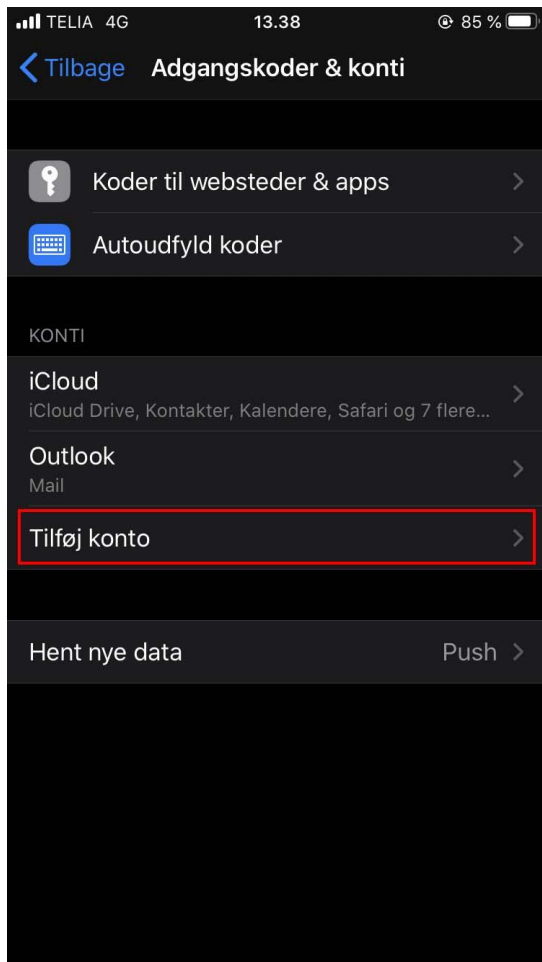 TELIA 4G 13.38 85 %
Tilbage Adgangskoder & konti
Koder til websteder & apps
Autoudfyld koder
KONTI
iCloud
iCloud Drive, Kontakter, Kalendere, Safari og 7 flere...
Outlook
Mail
Tilføj konto
Hent nye data Push